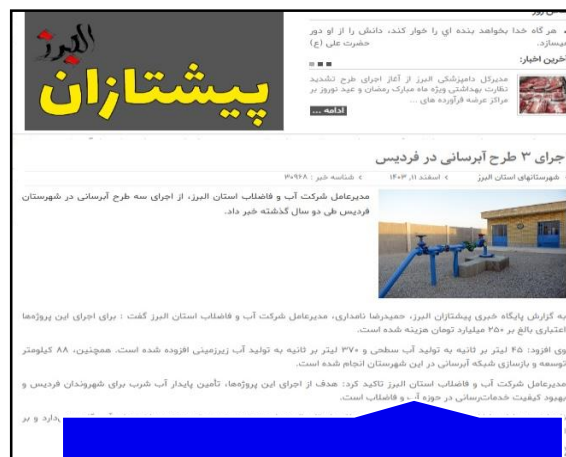 هر گاه خدا بخواهد بنده اي را خوار کند، دانش را از او دور
میسازد.
حضرت علی (ع)
آخرین اخبار:
مدیرکل دامپزشکی البرز از آغاز اجرای طرح تشدید
نظارت بهداشتی ویژه ماه مبارک رمضان و عید نوروز بر
مراکز عرضه فرآورده های ...
ادامه ...
البرز
پیشتازان
جرای ۳ طرح آبرسانی در فردیس
شهرستانهای استان البرز
اسفند ۱۱, ۱۴۰۳
شناسه خبر : ۳۰۹۶۸
مدیرعامل شرکت آب و فاضلاب استان البرز، از اجرای سه طرح آبرسانی در شهرستان
فردیس طی دو سال گذشته خبر داد.
به گزارش پایگاه خبری پیشتازان البرز، حمیدرضا نامداری، مدیرعامل شرکت آب و فاضلاب استان البرز گفت : برای اجرای این پروژه‌ها
اعتباری بالغ بر ۲۵۰ میلیارد تومان هزینه شده است.
وی افزود: ۴۵ لیتر بر ثانیه به تولید آب سطحی و ۳۷۰ لیتر بر ثانیه به تولید آب زیرزمینی افزوده شده است. همچنین، ۸۸ کیلومتر
توسعه و بازسازی شبکه آبرسانی در این شهرستان انجام شده است.
مدیرعامل شرکت آب و فاضلاب استان البرز تاکید کرد: هدف از اجرای این پروژه‌ها، تأمین پایدار آب شرب برای شهروندان فردیس و
بهبود کیفیت خدمات‌رسانی در حوزه آب و فاضلاب است.